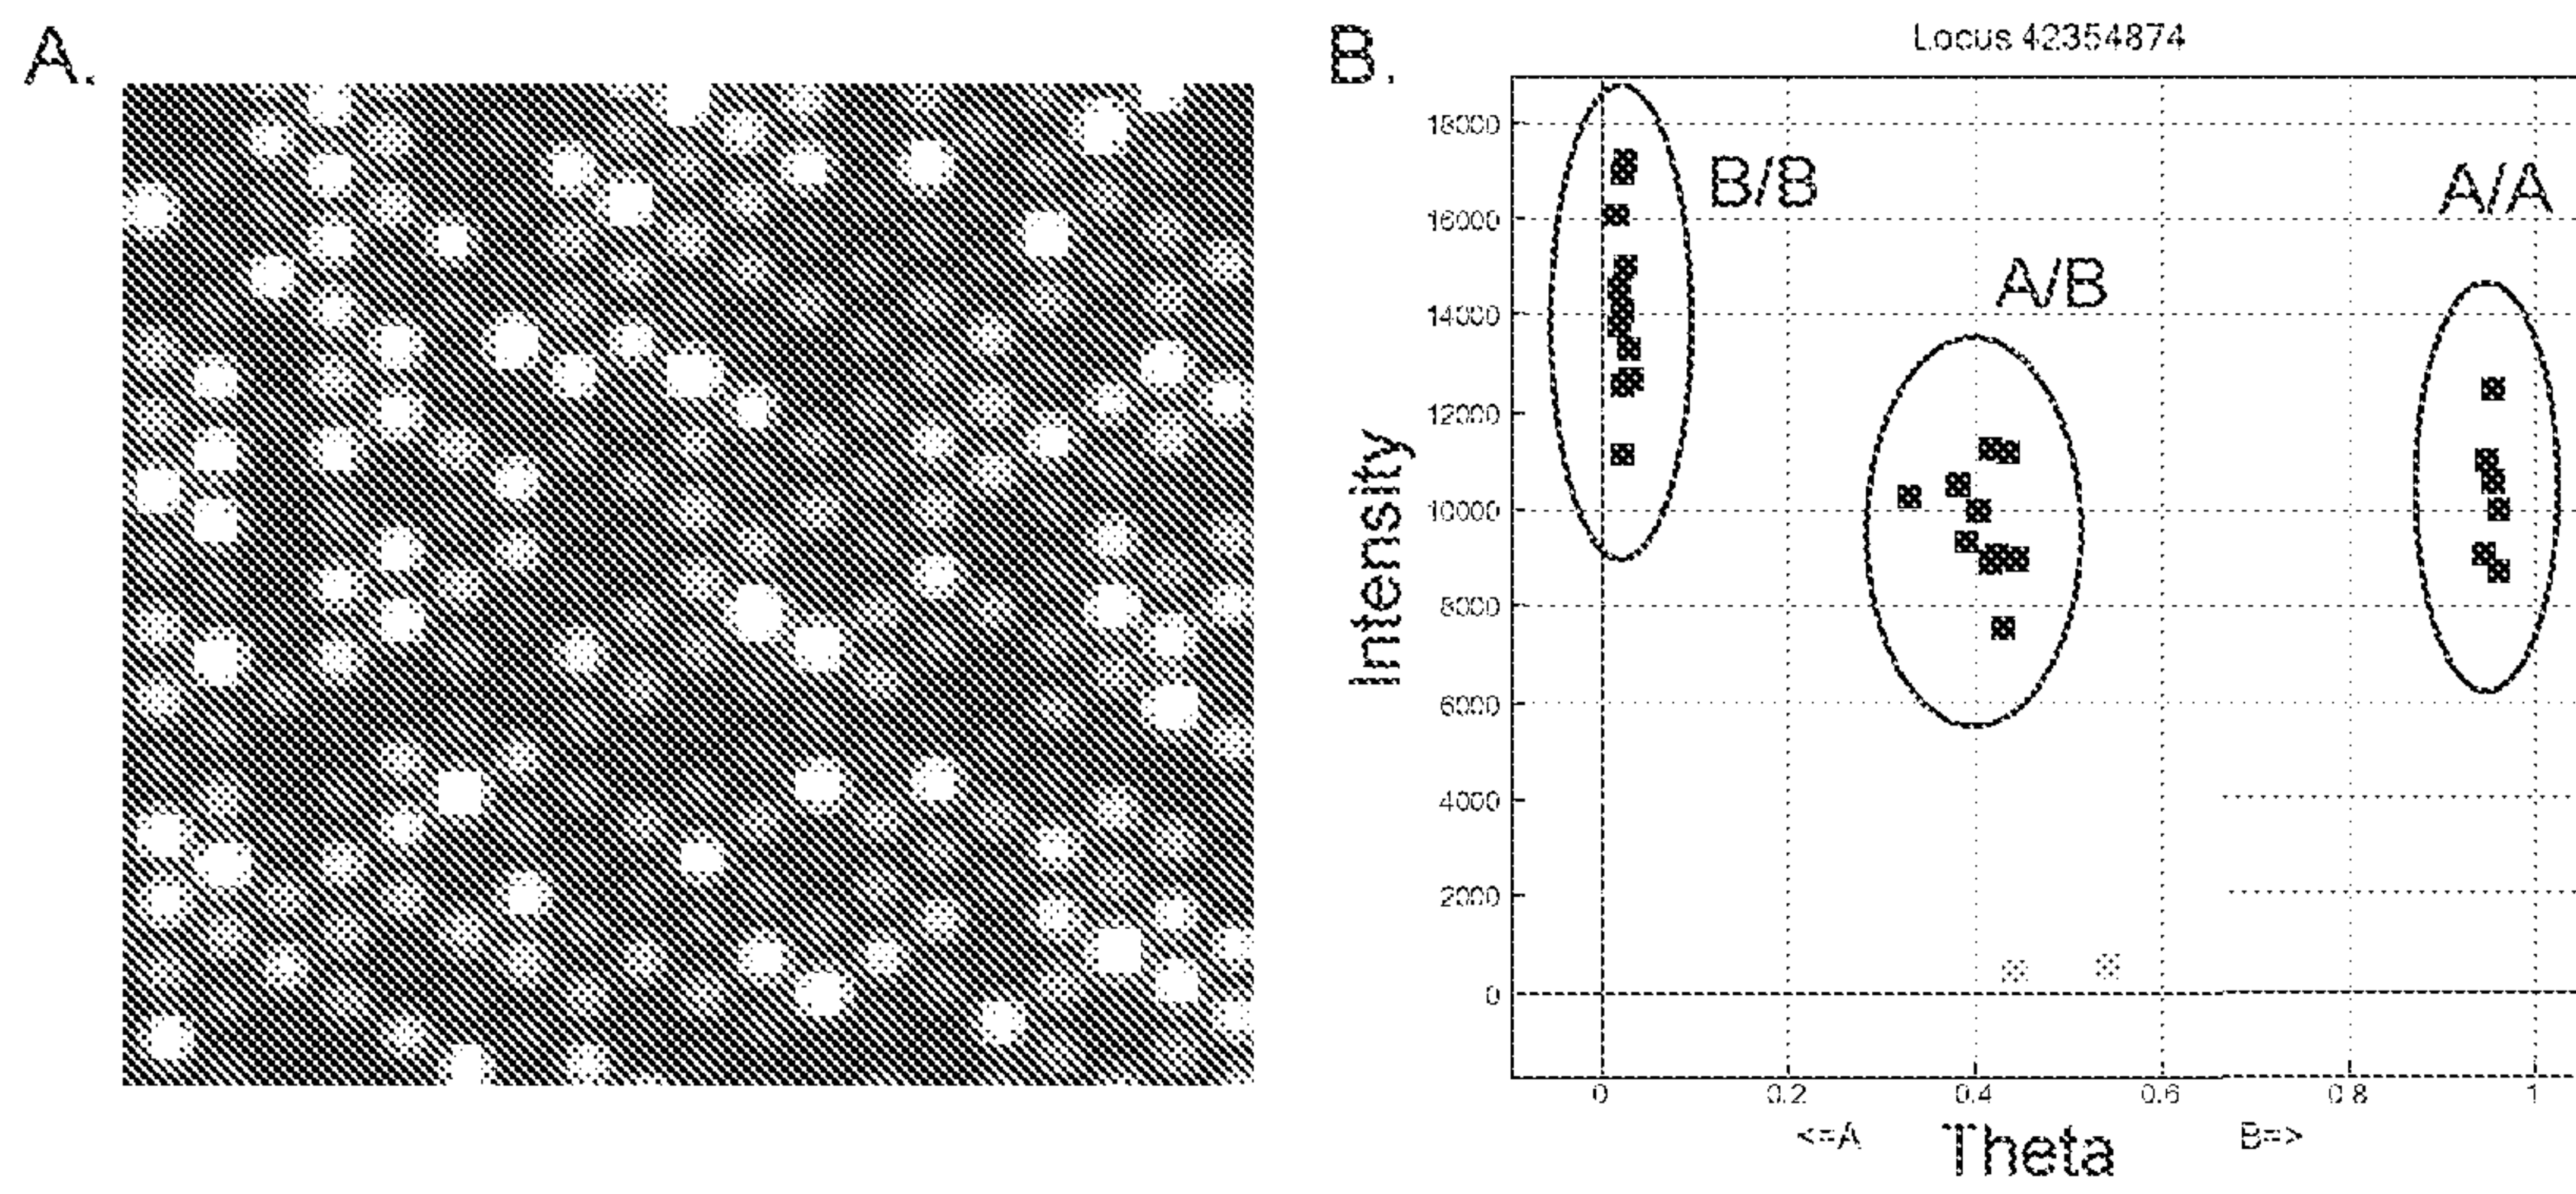 A.
B.
Locus 42354874
Intensity
18000
16000
14000
12000
10000
8000
6000
4000
2000
0
B/B
A/B
A/A
0 0.2 0.4 0.6 0.8 1
<=A Theta B=>